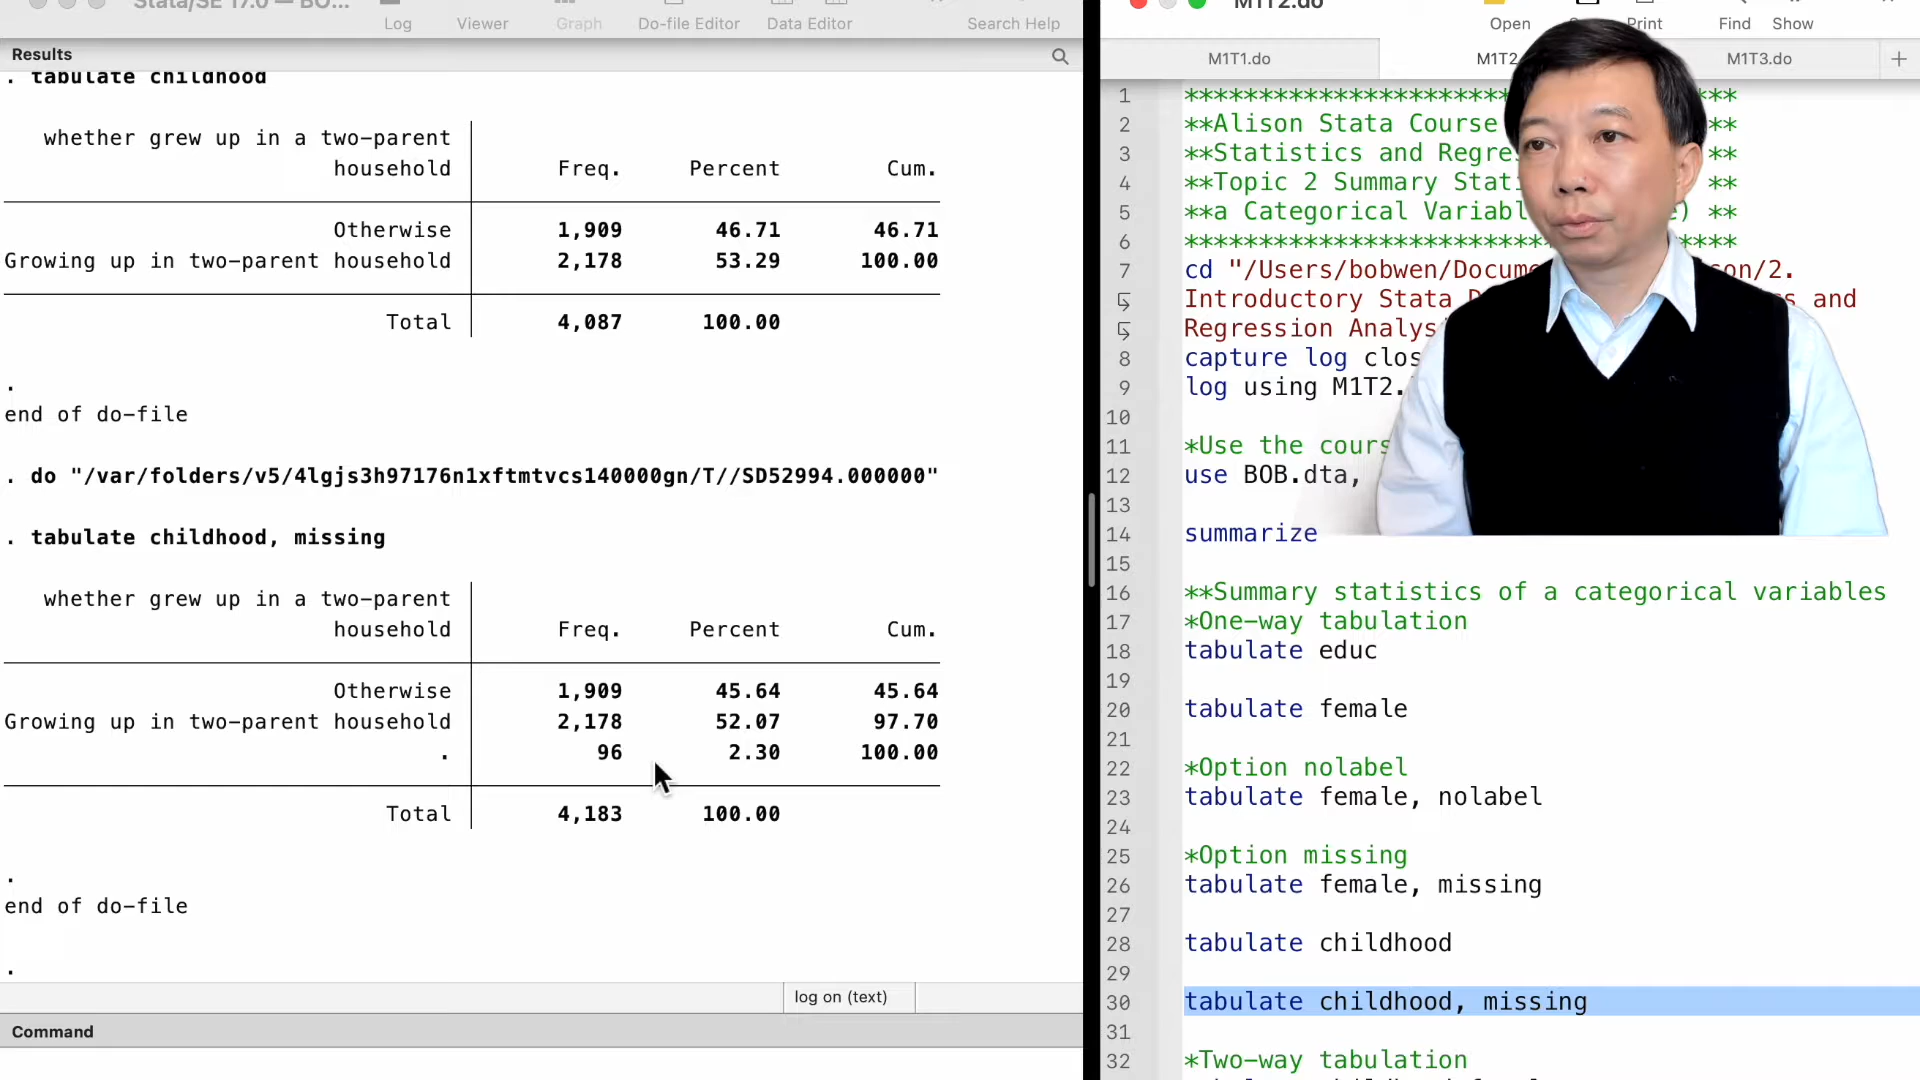 Stata/SE 17.0 — BO...
Log
Viewer
Graph
Do-file Editor
Data Editor
Search Help
Results
. tabulate childhood
whether grew up in a two-parent
household Freq. Percent Cum.
Otherwise 1,909 46.71 46.71
Growing up in two-parent household 2,178 53.29 100.00
Total 4,087 100.00
.
end of do-file
. do "/var/folders/v5/4lgjs3h97176n1xftmtvcs140000gn/T//SD52994.000000"
. tabulate childhood, missing
whether grew up in a two-parent
household Freq. Percent Cum.
Otherwise 1,909 45.64 45.64
Growing up in two-parent household 2,178 52.07 97.70
. 96 2.30 100.00
Total 4,183 100.00
.
end of do-file
.
log on (text)
Command
M1T2.do
Open
Print
Find
Show
M1T1.do
M1T2
M1T3.do
1 ************************ ***
2 **Alison Stata Course **
3 **Statistics and Regre **
4 **Topic 2 Summary Stat **
5 **a Categorical Variabl e) **
6 ************************ ****
7 cd "/Users/bobwen/Docume son/2.
Introductory Stata s and
Regression Analys
8 capture log clos
9 log using M1T2.
10
11 *Use the cours
12 use BOB.dta,
13
14 summarize
15
16 **Summary statistics of a categorical variables
17 *One-way tabulation
18 tabulate educ
19
20 tabulate female
21
22 *Option nolabel
23 tabulate female, nolabel
24
25 *Option missing
26 tabulate female, missing
27
28 tabulate childhood
29
30 tabulate childhood, missing
31
32 *Two-way tabulation